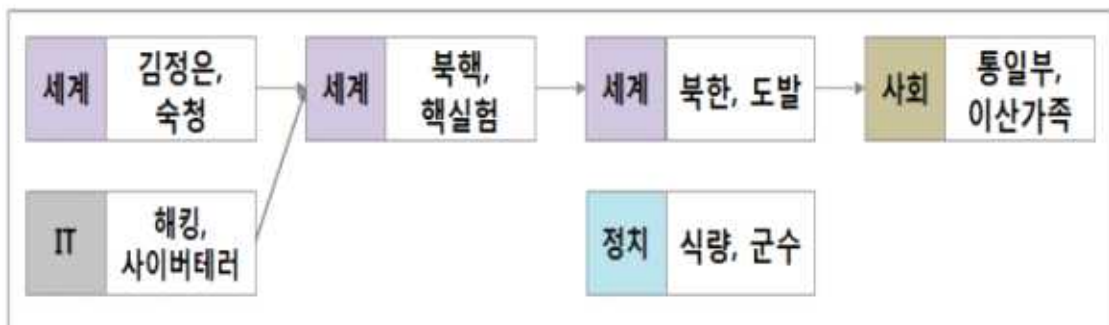 세계
김정은,
숙청
세계
북핵,
핵실험
세계
북한, 도발
사회
통일부,
이산가족
IT
해킹,
사이버테러
정치
식량, 군수